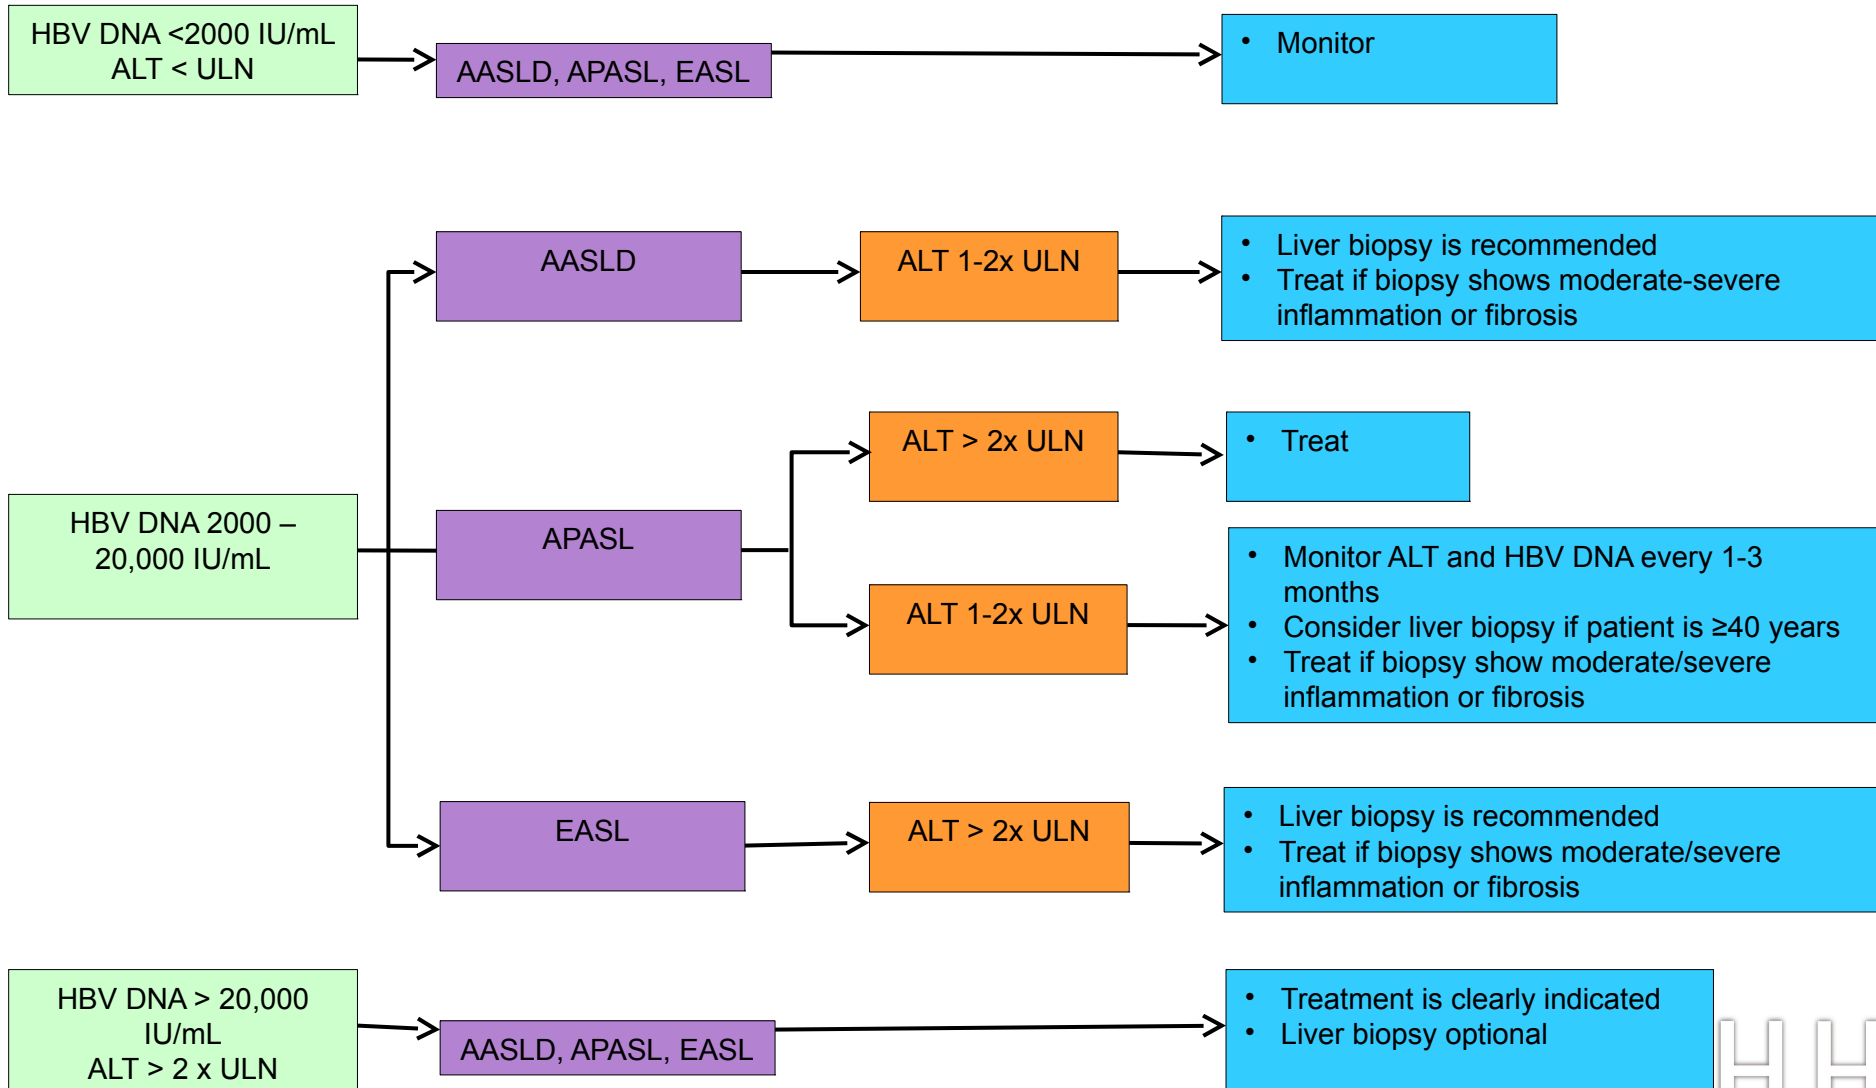 HBV DNA <2000 IU/mL
ALT < ULN
AASLD, APASL, EASL
• Monitor
HBV DNA 2000 –
20,000 IU/mL
AASLD
ALT 1-2x ULN
• Liver biopsy is recommended
• Treat if biopsy shows moderate-severe
inflammation or fibrosis
APASL
ALT > 2x ULN
• Treat
ALT 1-2x ULN
• Monitor ALT and HBV DNA every 1-3
months
• Consider liver biopsy if patient is ≥40 years
• Treat if biopsy show moderate/severe
inflammation or fibrosis
EASL
ALT > 2x ULN
• Liver biopsy is recommended
• Treat if biopsy shows moderate/severe
inflammation or fibrosis
HBV DNA > 20,000
IU/mL
ALT > 2 x ULN
AASLD, APASL, EASL
• Treatment is clearly indicated
• Liver biopsy optional